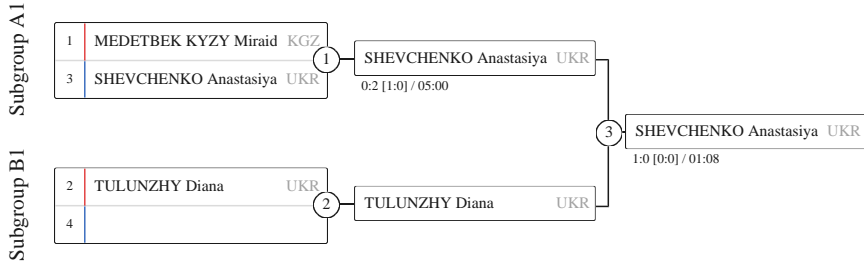 Subgroup A1
1 MEDETBEK KYZY Miraid KGZ
3 SHEVCHENKO Anastasiya UKR
1
SHEVCHENKO Anastasiya UKR
0:2 [1:0] / 05:00
3
SHEVCHENKO Anastasiya UKR
1:0 [0:0] / 01:08
Subgroup B1
2 TULUNZHY Diana UKR
4
2
TULUNZHY Diana UKR